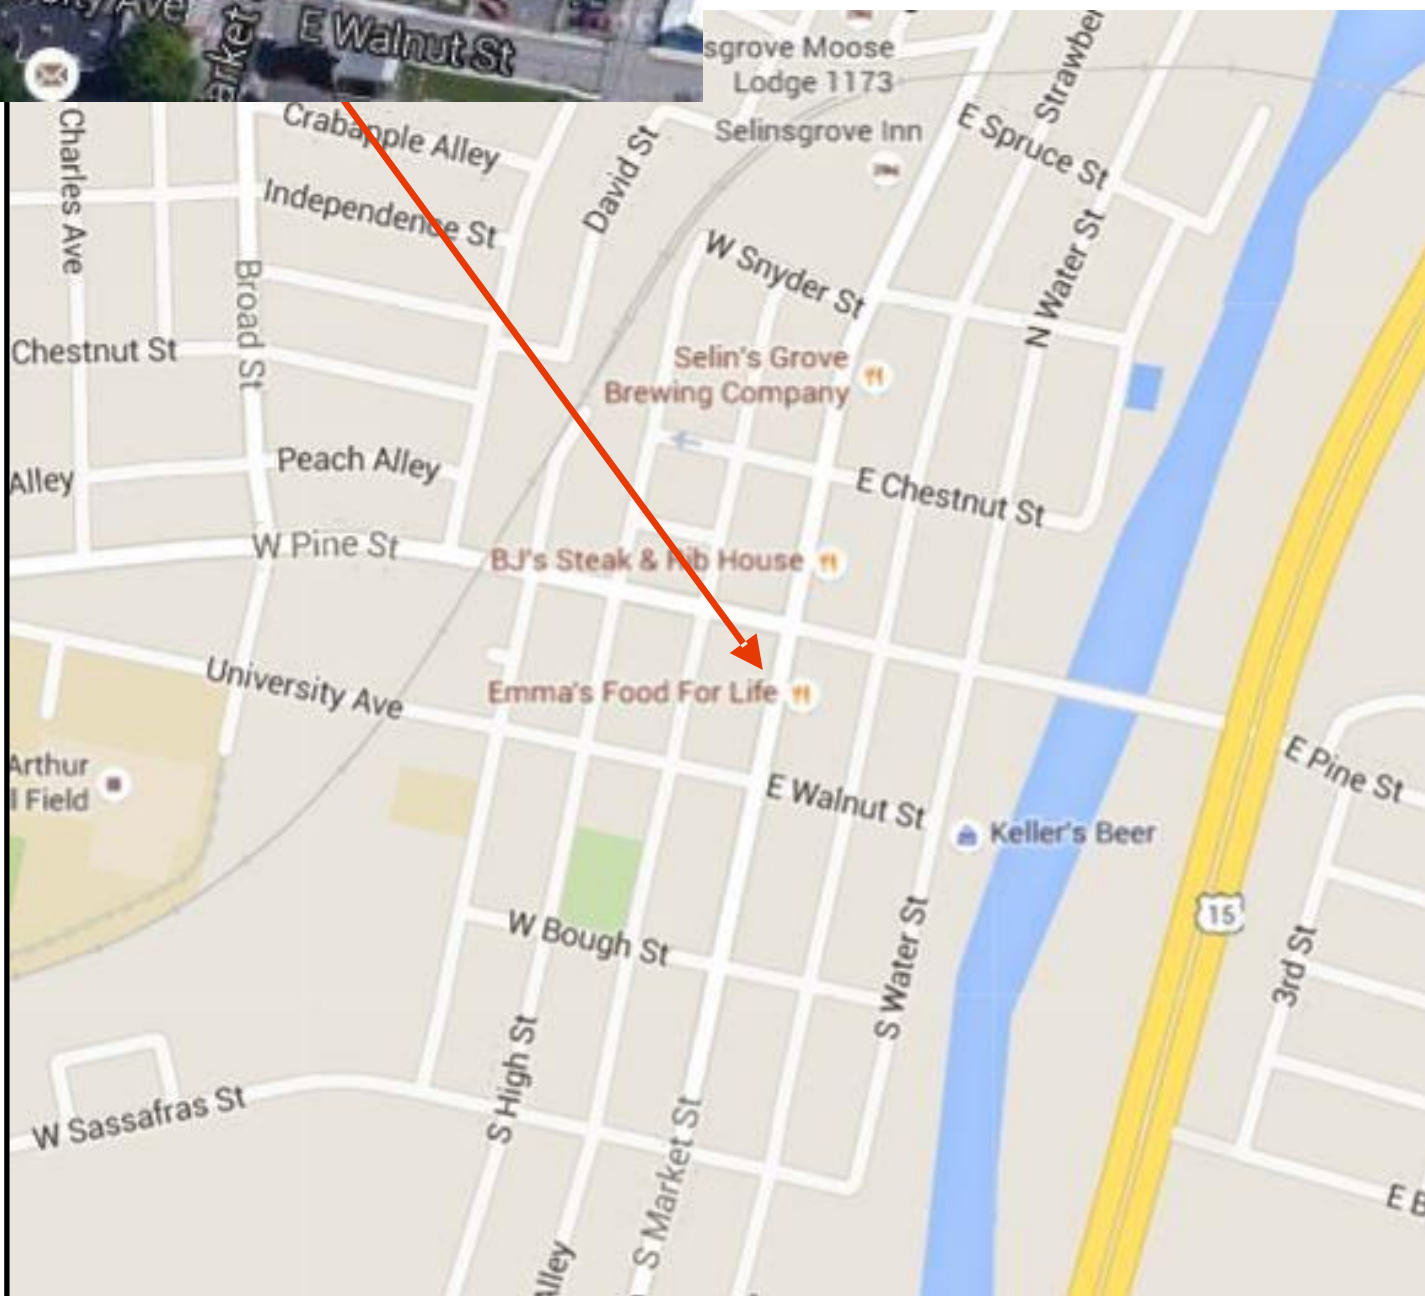 Ave
arket
E Walnut St
sgrove Moose
Lodge 1173
Strawber
Crabapple Alley
Charles Ave
David St
Selinsgrove Inn
E Spruce St
Independence St
W Snyder St
N Water St
Broad St
Chestnut St
Selin's Grove
Brewing Company
Peach Alley
Alley
E Chestnut St
W Pine St
BJ's Steak & Rib House
University Ave
Emma's Food For Life
Arthur
l Field
E Pine St
E Walnut St
Keller's Beer
15
W Bough St
S Water St
3rd St
S High St
W Sassafras St
S Market St
E B
Alley